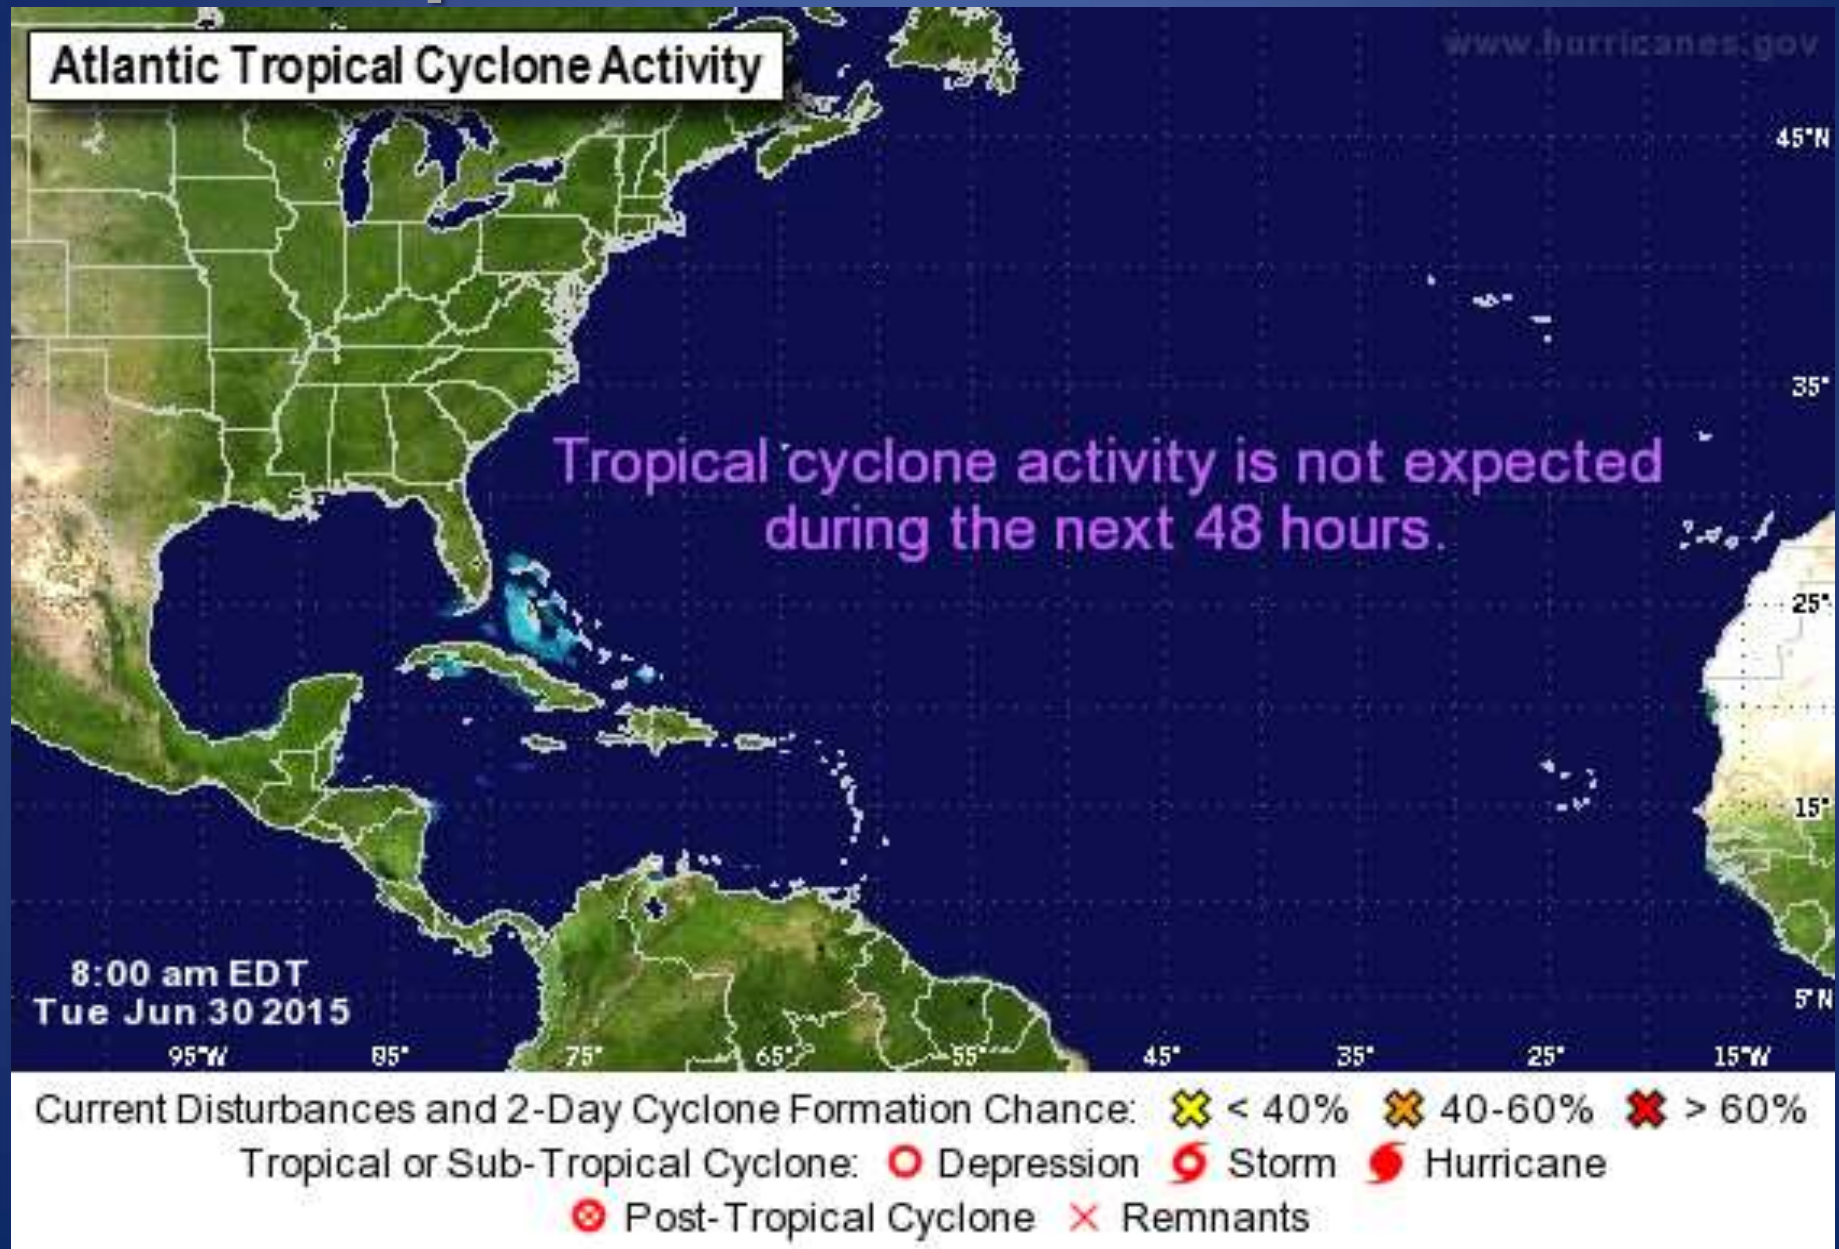 Atlantic Tropical Cyclone Activity
www.hurricanes.gov
45°N
35°
Tropical cyclone activity is not expected
during the next 48 hours.
25°
15°
8:00 am EDT
Tue Jun 30 2015
5°N
95°W 85° 75° 65° 55° 45° 35° 25° 15°W
Current Disturbances and 2-Day Cyclone Formation Chance: < 40% 40-60% > 60%
Tropical or Sub-Tropical Cyclone: Depression Storm Hurricane
Post-Tropical Cyclone Remnants